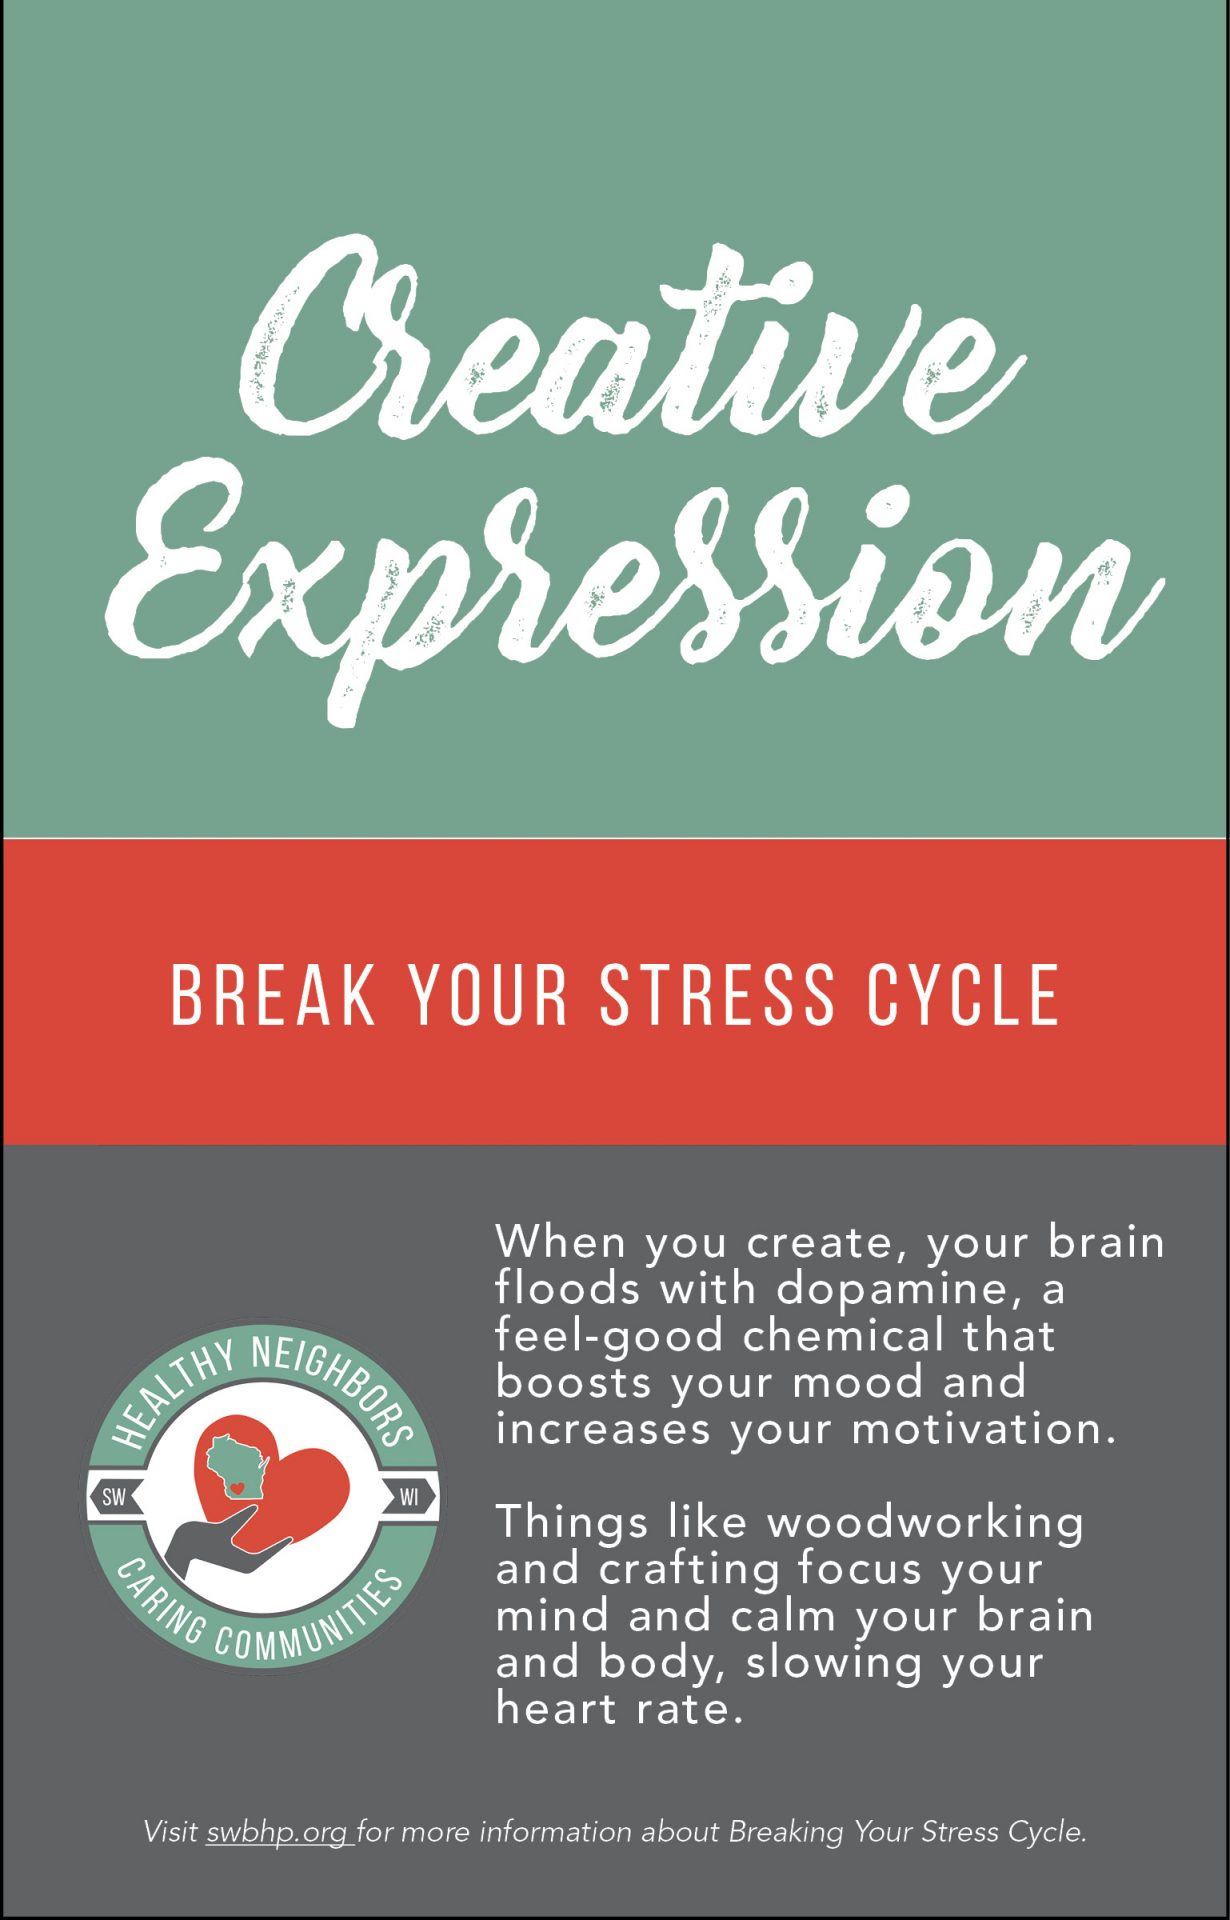 Creative
Expression
BREAK YOUR STRESS CYCLE
When you create, your brain
floods with dopamine, a
feel-good chemical that
boosts your mood and
increases your motivation.
Things like woodworking
and crafting focus your
mind and calm your brain
and body, slowing your
heart rate.
HEALTHY NEIGHBORS
SW WI
CARING COMMUNITIES
Visit swbhp.org for more information about Breaking Your Stress Cycle.